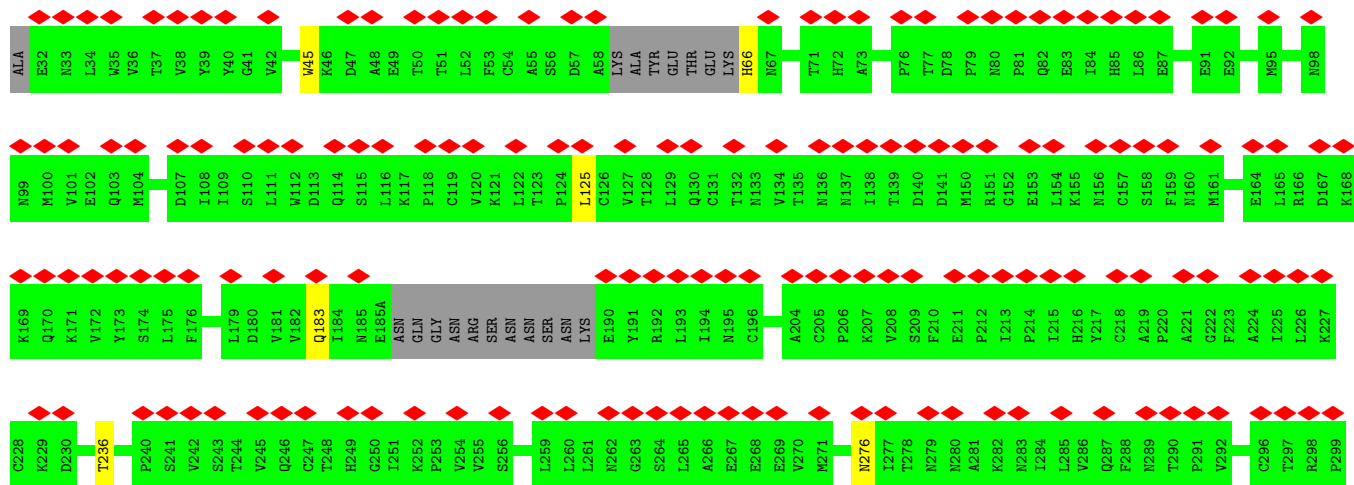 ALA E32 N33 L34 W35 V36 T37 V38 Y39 Y40 G41 V42 W45 K46 D47 A48 E49 T50 T51 L52 F53 C54 A55 S56 D57 A58 LYS ALA TYR GLU THR GLU LYS H66 N67 T71 H72 A73 P76 T77 D78 P79 N80 P81 Q82 E83 I84 H85 L86 E87 E91 E92 M95 N98
N99 M100 V101 E102 Q103 M104 D107 I108 I109 S110 L111 W112 D113 Q114 S115 L116 K117 P118 C119 V120 K121 L122 T123 P124 L125 C126 V127 T128 L129 Q130 C131 T132 N133 V134 T135 N136 N137 I138 T139 D140 D141 M150 R151 G152 E153 L154 K155 N156 C157 S158 F159 N160 M161 E164 L165 R166 D167 K168
K169 Q170 K171 V172 Y173 S174 L175 F176 L179 D180 V181 V182 Q183 I184 N185 E185A ASN GLN GLY ASN ARG SER ASN ASN SER ASN LYS E190 Y191 R192 L193 I194 N195 C196 A204 C205 P206 K207 V208 S209 F210 E211 P212 I213 P214 I215 H216 Y217 C218 A219 P220 A221 G222 F223 A224 I225 L226 K227
C228 K229 D230 T236 P240 S241 V242 S243 T244 V245 Q246 C247 T248 H249 G250 I251 K252 P253 V254 V255 S256 L259 L260 L261 N262 G263 S264 L265 A266 E267 E268 E269 V270 M271 N276 I277 T278 N279 N280 A281 K282 N283 I284 L285 V286 Q287 F288 N289 T290 P291 V292 C296 T297 R298 P299